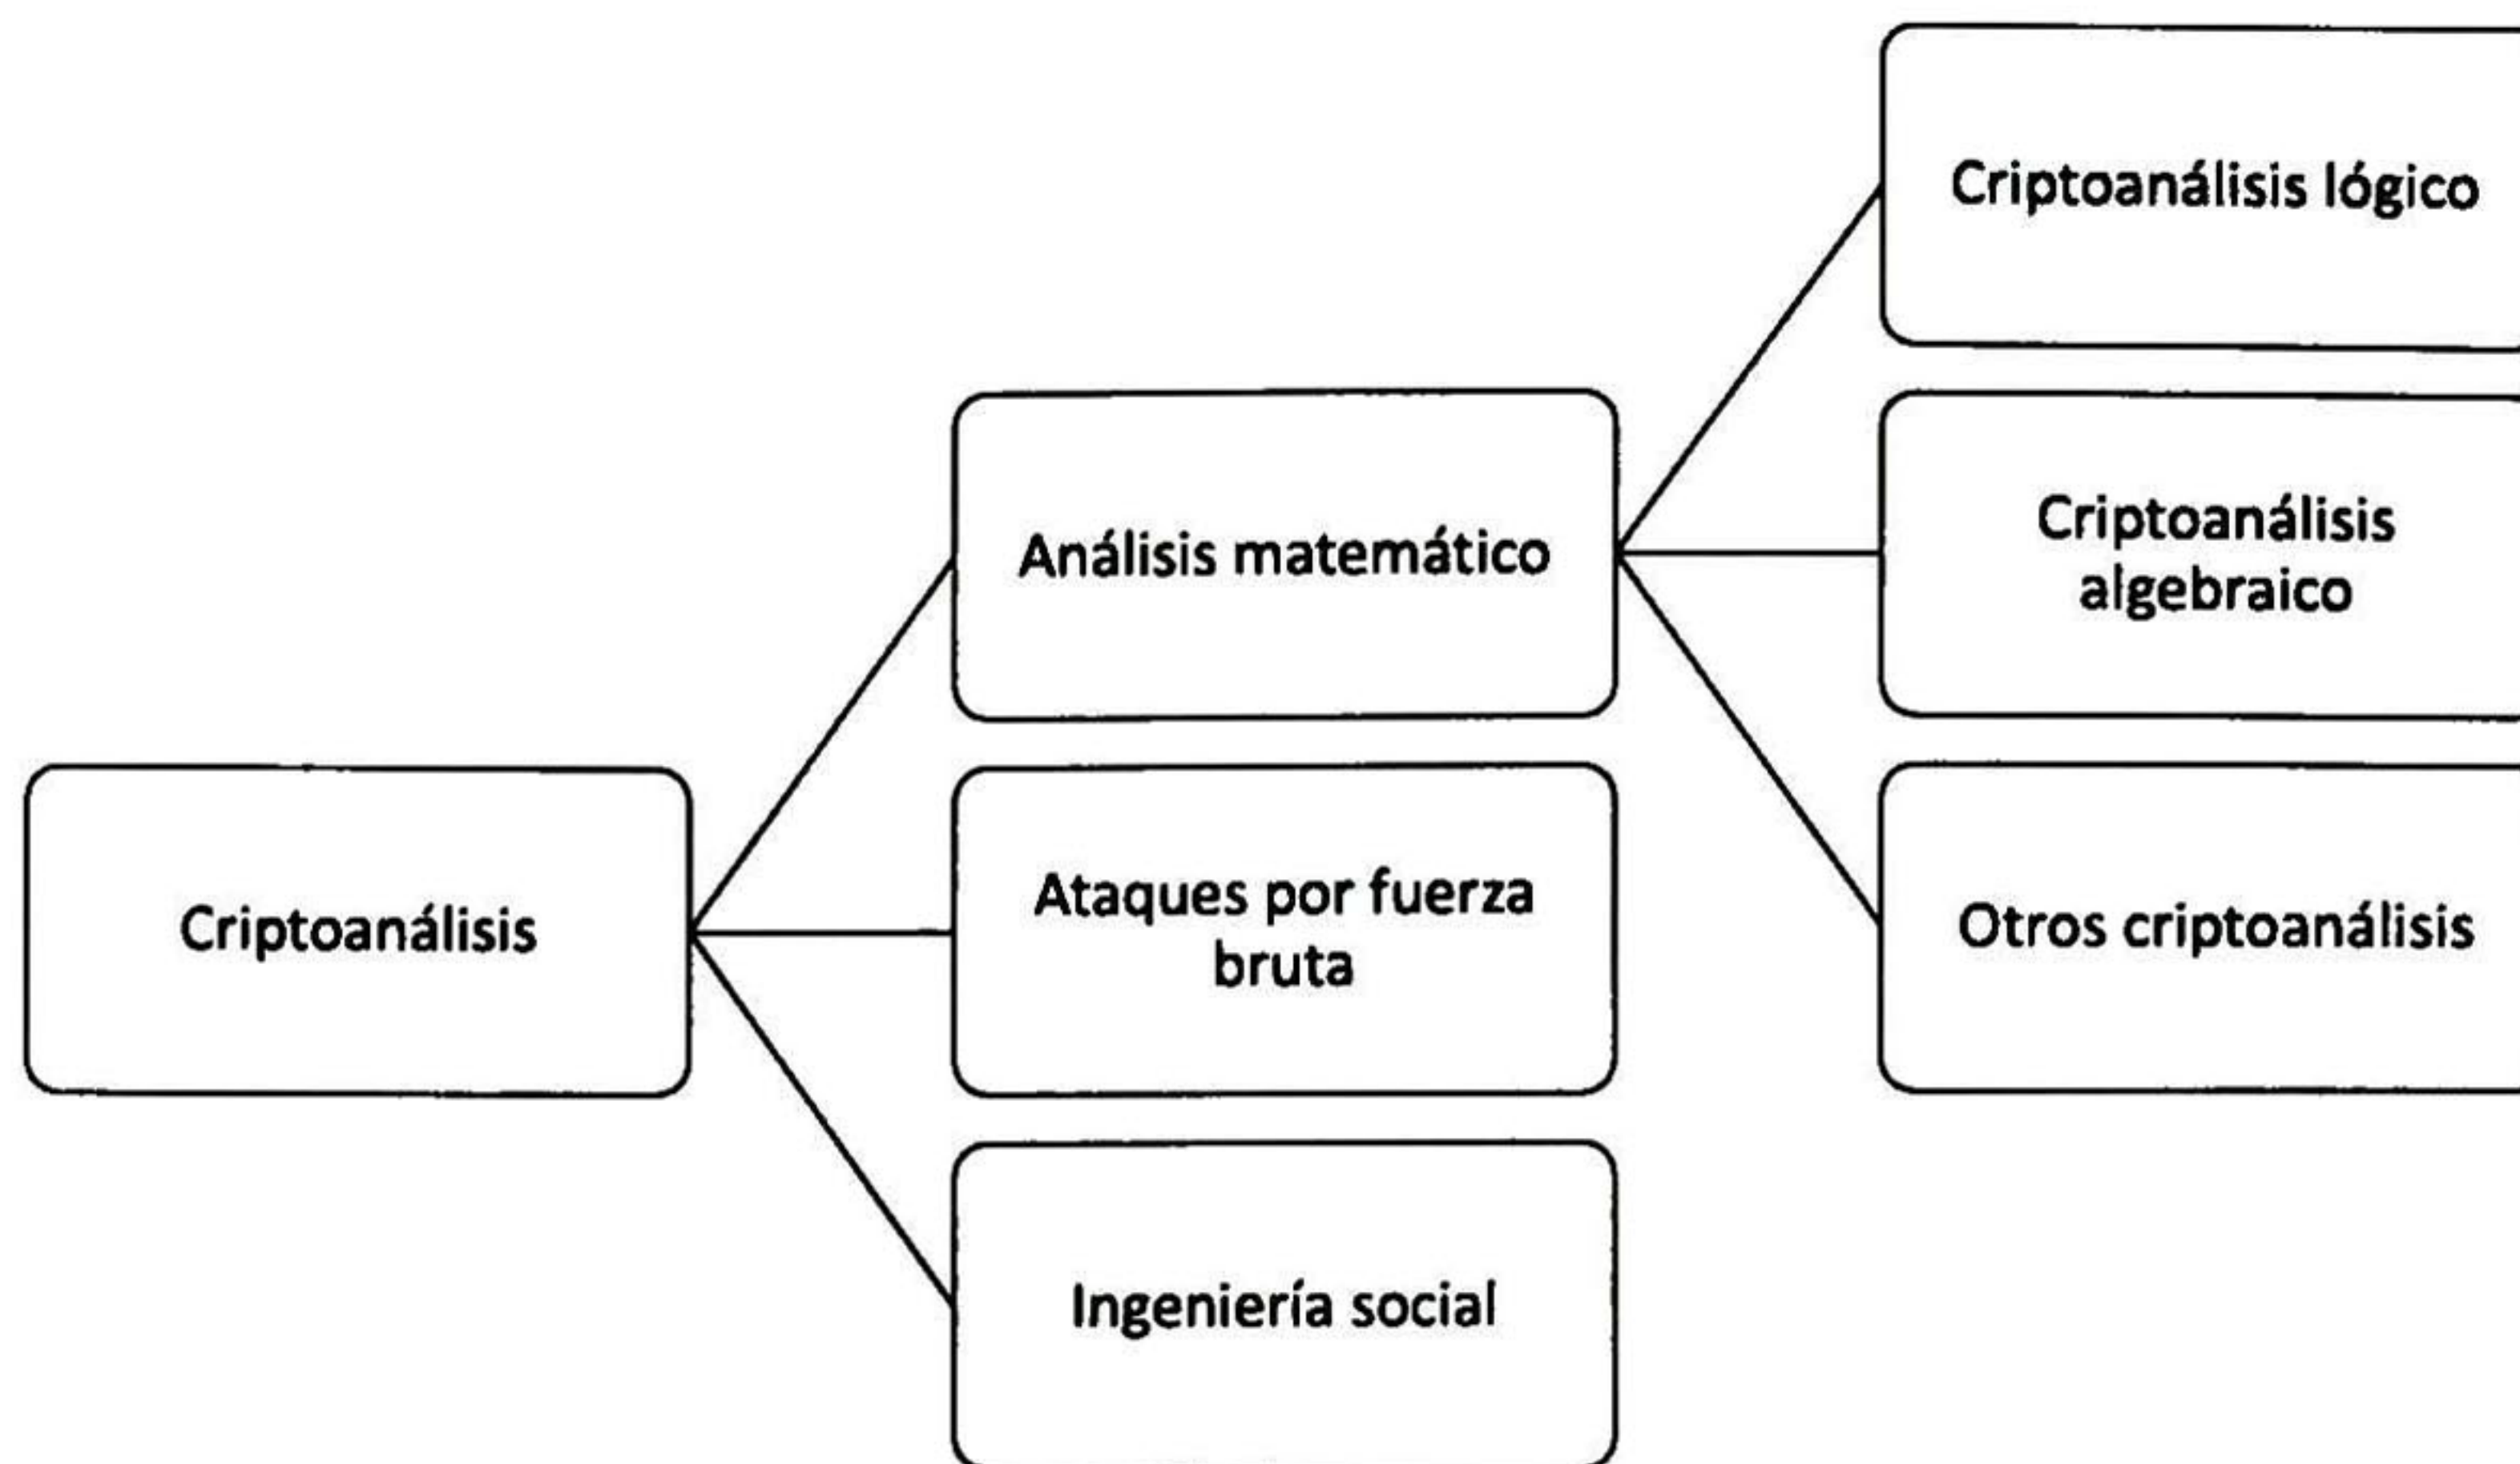 Criptoanálisis
Análisis matemático
Ataques por fuerza
bruta
Ingeniería social
Criptoanálisis lógico
Criptoanálisis
algebraico
Otros criptoanálisis